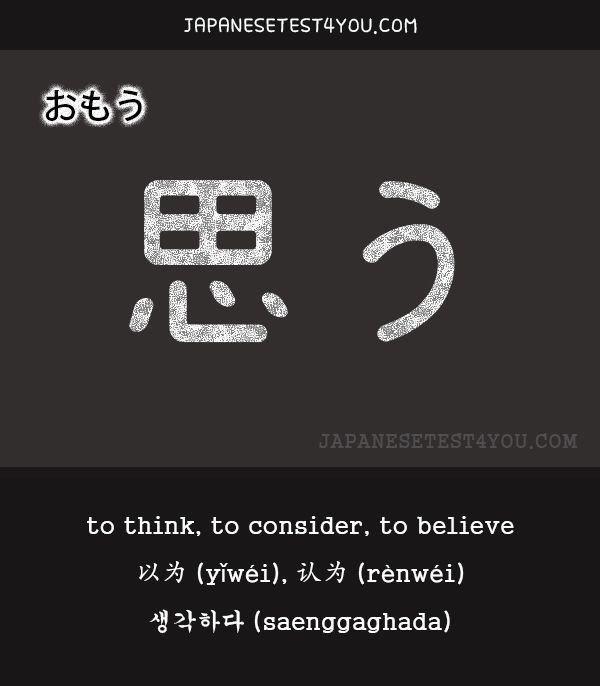 JAPANESETEST4YOU.COM
おもう
思う
JAPANESETEST4YOU.COM
to think, to consider, to believe
以为 (yǐwéi), 认为 (rènwéi)
생각하다 (saenggaghada)